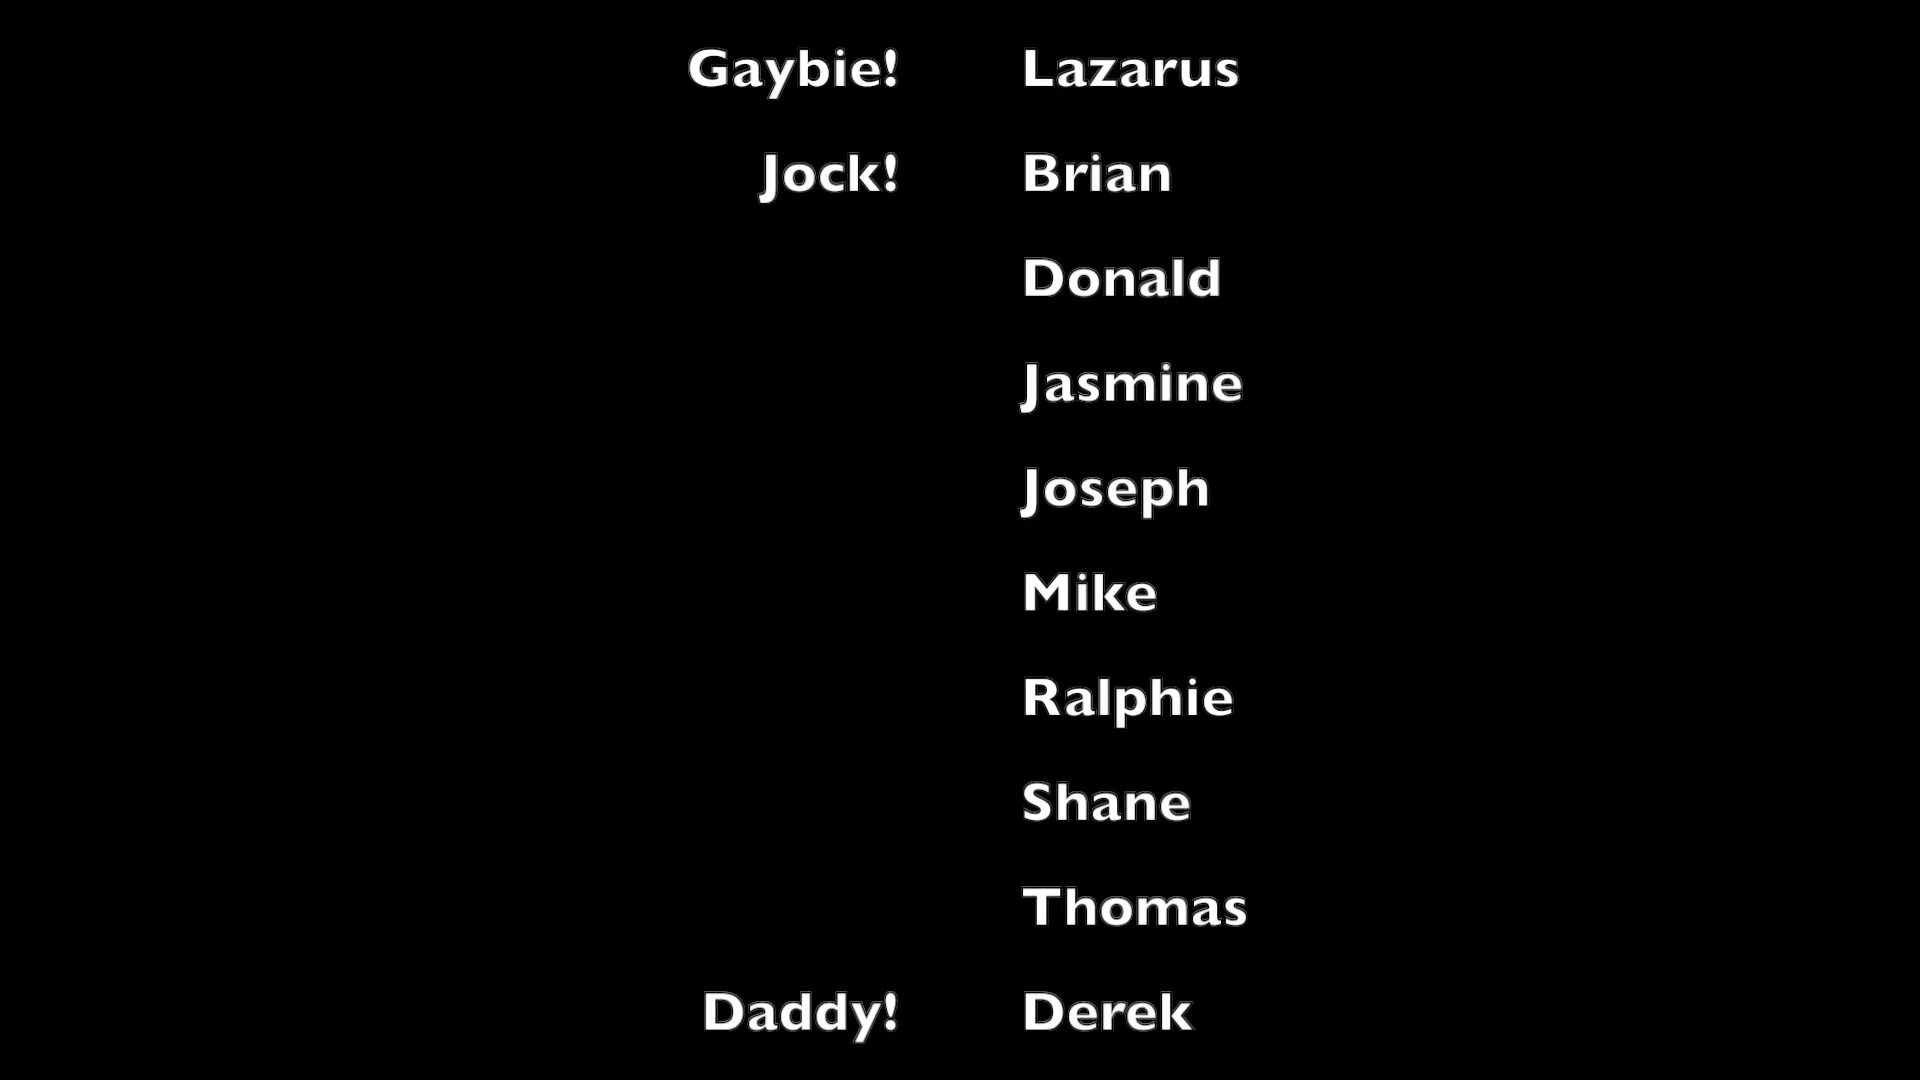 Gaybie! Lazarus
Jock! Brian
Donald
Jasmine
Joseph
Mike
Ralphie
Shane
Thomas
Daddy! Derek